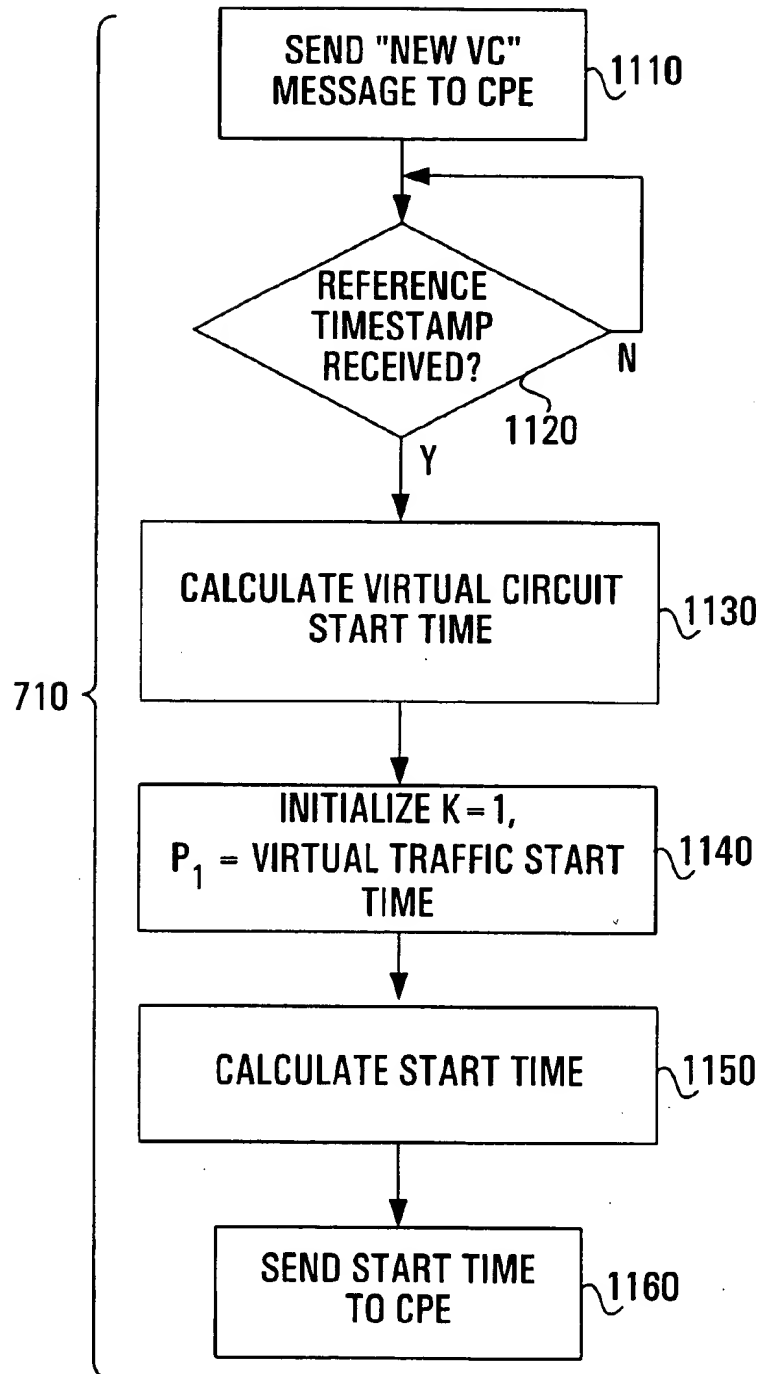 SEND "NEW VC"
MESSAGE TO CPE
1110
REFERENCE
TIMESTAMP
RECEIVED?
N
1120
Y
CALCULATE VIRTUAL CIRCUIT
START TIME
1130
710
INITIALIZE K = 1,
P1 = VIRTUAL TRAFFIC START
TIME
1140
CALCULATE START TIME
1150
SEND START TIME
TO CPE
1160